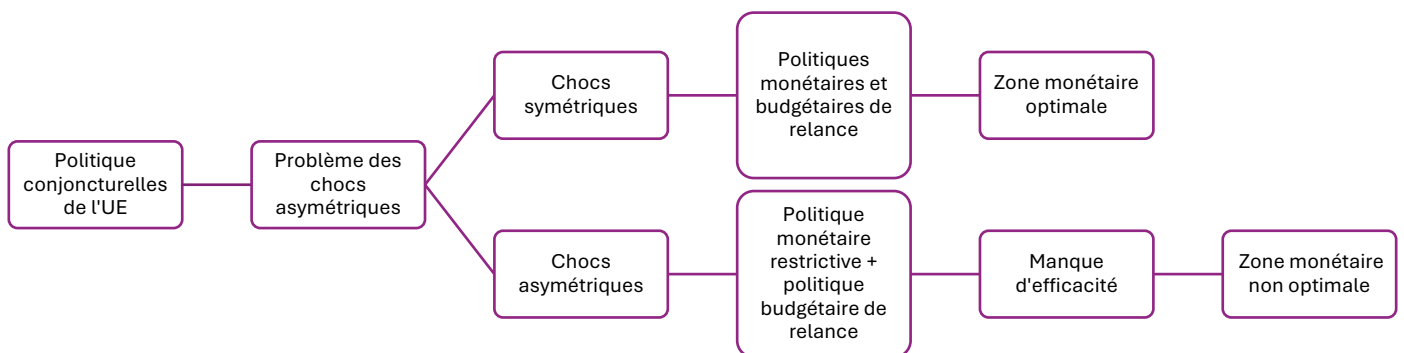 Politique
conjoncturelles
de l'UE
Problème des
chocs
asymétriques
Chocs
symétriques
Politiques
monétaires et
budgétaires de
relance
Zone monétaire
optimale
Chocs
asymétriques
Politique
monétaire
restrictive +
politique
budgétaire de
relance
Manque
d'efficacité
Zone monétaire
non optimale